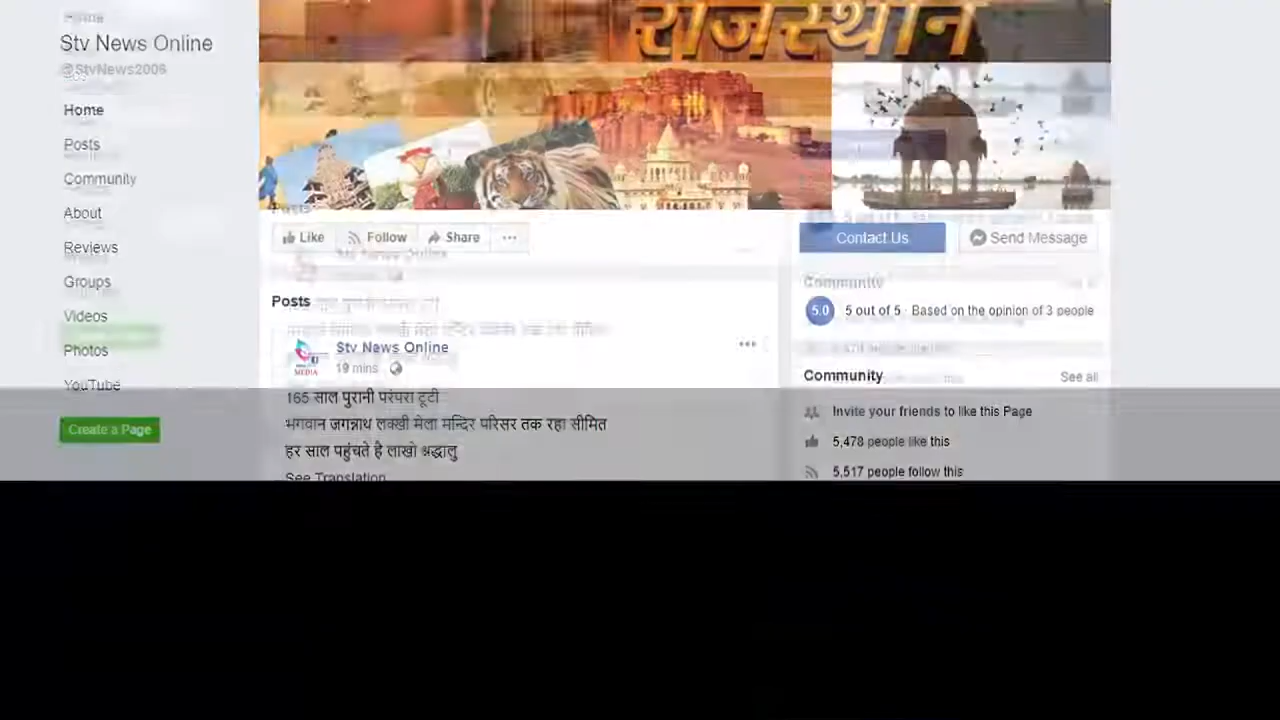 राजस्थान
Stv News Online
@StvNews2006
Home
Posts
Community
About
Reviews
Groups
Videos
Photos
YouTube
Create a Page
Like
Follow
Share
Posts
Stv News Online
19 mins
165 साल पुरानी परंपरा टूटी
भगवान जगन्नाथ लक्खी मेला मन्दिर परिसर तक रहा सीमित
हर साल पहुंचते है लाखो श्रद्धालु
See Translation
MEDIA
Contact Us
Send Message
Community
5.0
5 out of 5 · Based on the opinion of 3 people
Community
See all
Invite your friends to like this Page
5,478 people like this
5,517 people follow this